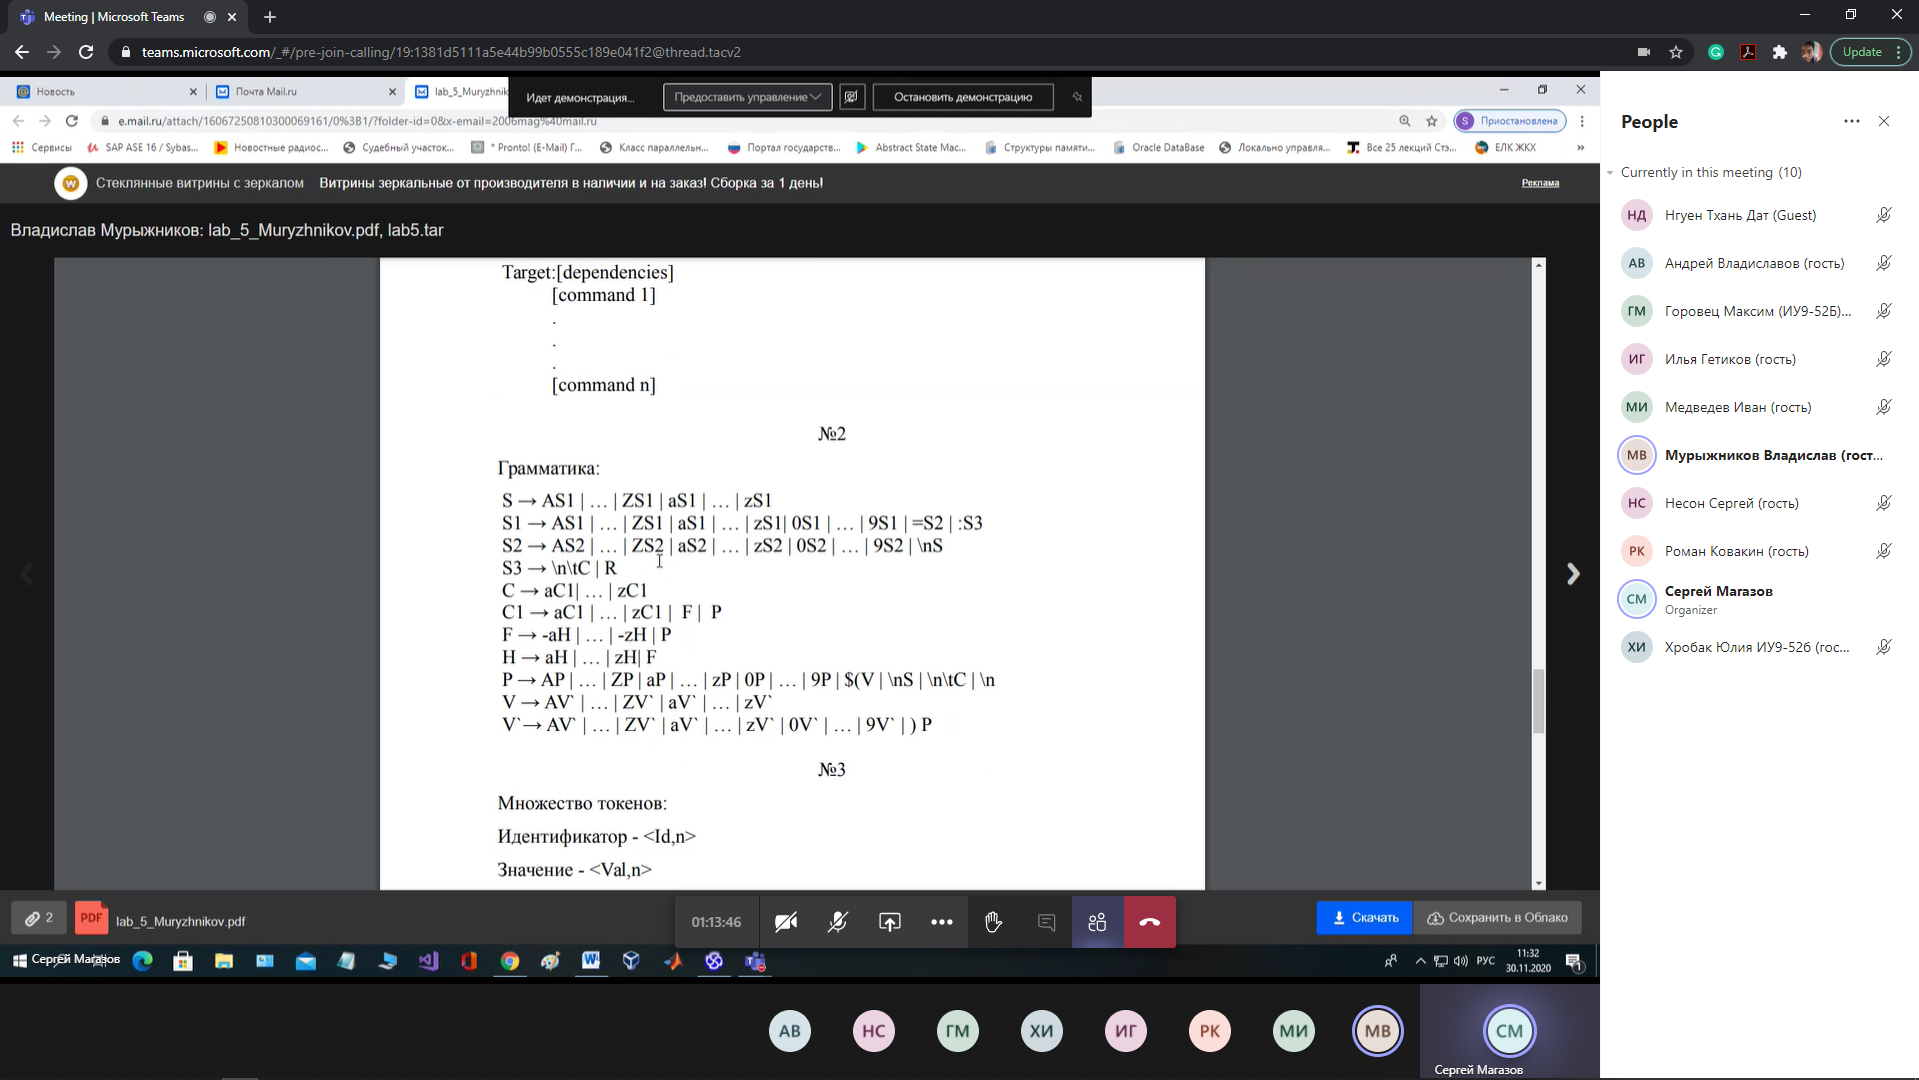 Meeting | Microsoft Teams
teams.microsoft.com/_#/pre-join-calling/19:1381d5111a5e44b99b0555c189e041f2@thread.tacv2
Update
Новость
Почта Mail.ru
lab_5_Muryzhnik
Идет демонстрация...
Предоставить управление
Остановить демонстрацию
e.mail.ru/attach/16067250810300069161/0%3B1/?folder-id=0&x-email=2006mag%40mail.ru
S Приостановлена
Сервисы
SAP ASE 16 / Sybas...
Новостные радиос...
Судебный участок...
* Pronto! (E-Mail) Г...
Класс параллельн...
Портал государств...
Abstract State Mac...
Структуры памяти...
Oracle DataBase
Локально управля...
Все 25 лекций Стэ...
ЕЛК ЖКХ
»
Стеклянные витрины с зеркалом Витрины зеркальные от производителя в наличии и на заказ! Сборка за 1 день!
Реклама
Владислав Мурыжников: lab_5_Muryzhnikov.pdf, lab5.tar
Target:[dependencies]
[command 1]
.
.
.
[command n]
№2
Грамматика:
S → AS1 | … | ZS1 | aS1 | … | zS1
S1 → AS1 | … | ZS1 | aS1 | … | zS1| 0S1 | … | 9S1 | =S2 | :S3
S2 → AS2 | … | ZS2 | aS2 | … | zS2 | 0S2 | … | 9S2 | \nS
S3 → \n\tC | R
C → aC1| … | zC1
C1 → aC1 | … | zC1 | F | P
F → -aH | … | -zH | P
H → aH | … | zH| F
P → AP | … | ZP | aP | … | zP | 0P | … | 9P | $(V | \nS | \n\tC | \n
V → AV` | … | ZV` | aV` | … | zV`
V`→ AV` | … | ZV` | aV` | … | zV` | 0V` | … | 9V` | ) P
№3
Множество токенов:
Идентификатор - <Id,n>
Значение - <Val,n>
2
PDF
lab_5_Muryzhnikov.pdf
01:13:46
Скачать
Сохранить в Облако
Сергей Магазов
РУС
11:32
30.11.2020
1
People
Currently in this meeting (10)
НД Нгуен Тхань Дат (Guest)
АВ Андрей Владиславов (гость)
ГМ Горовец Максим (ИУ9-52Б)...
ИГ Илья Гетиков (гость)
МИ Медведев Иван (гость)
МВ Мурыжников Владислав (гост...
НС Несон Сергей (гость)
РК Роман Ковакин (гость)
СМ Сергей Магазов
Organizer
ХИ Хробак Юлия ИУ9-52б (гос...
АВ НС ГМ ХИ ИГ РК МИ МВ СМ
Сергей Магазов